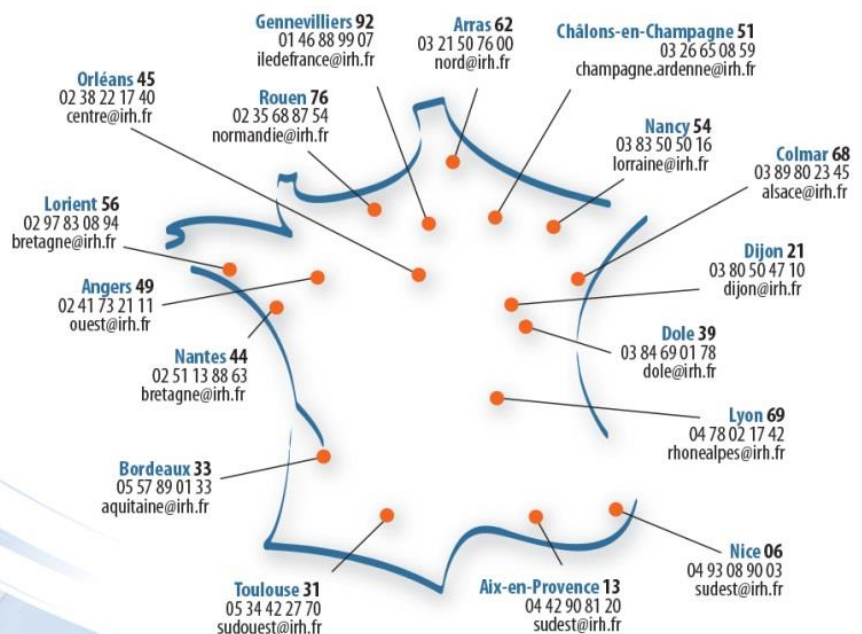 Gennevilliers 92
01 46 88 99 07
iledefrance@irh.fr
Arras 62
03 21 50 76 00
nord@irh.fr
Châlons-en-Champagne 51
03 26 65 08 59
champagne.ardenne@irh.fr
Orléans 45
02 38 22 17 40
centre@irh.fr
Rouen 76
02 35 68 87 54
normandie@irh.fr
Nancy 54
03 83 50 50 16
lorraine@irh.fr
Colmar 68
03 89 80 23 45
alsace@irh.fr
Lorient 56
02 97 83 08 94
bretagne@irh.fr
Dijon 21
03 80 50 47 10
dijon@irh.fr
Angers 49
02 41 73 21 11
ouest@irh.fr
Dole 39
03 84 69 01 78
dole@irh.fr
Nantes 44
02 51 13 88 63
bretagne@irh.fr
Lyon 69
04 78 02 17 42
rhonealpes@irh.fr
Bordeaux 33
05 57 89 01 33
aquitaine@irh.fr
Nice 06
04 93 08 90 03
sudest@irh.fr
Toulouse 31
05 34 42 27 70
sudouest@irh.fr
Aix-en-Provence 13
04 42 90 81 20
sudest@irh.fr